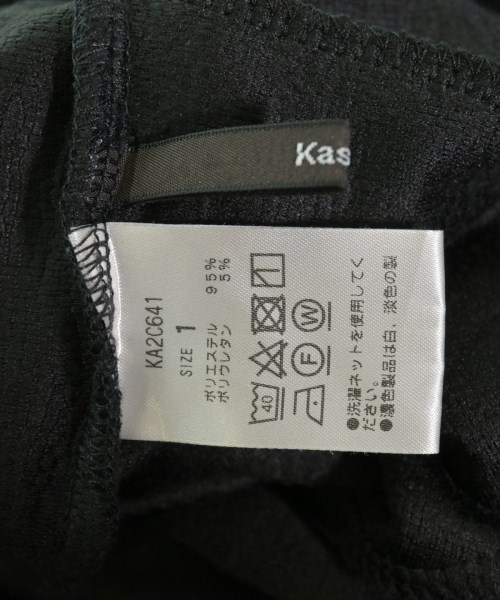 Kas
KA2C641
SIZE 1
ポリエステル 95%
ポリウレタン 5%
40
F
W
●洗濯ネットを使用してく
ださい。
●濃色製品は白、淡色の製